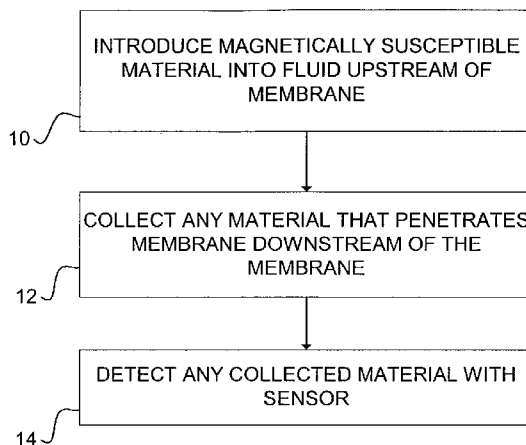 INTRODUCE MAGNETICALLY SUSCEPTIBLE
MATERIAL INTO FLUID UPSTREAM OF
MEMBRANE
10
COLLECT ANY MATERIAL THAT PENETRATES
MEMBRANE DOWNSTREAM OF THE
MEMBRANE
12
DETECT ANY COLLECTED MATERIAL WITH
SENSOR
14